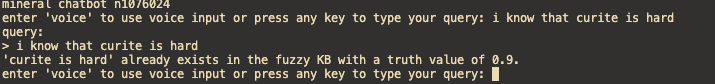 mineral chatbot n1076024
enter 'voice' to use voice input or press any key to type your query: i know that curite is hard
query:
> i know that curite is hard
'curite is hard' already exists in the fuzzy KB with a truth value of 0.9.
enter 'voice' to use voice input or press any key to type your query: